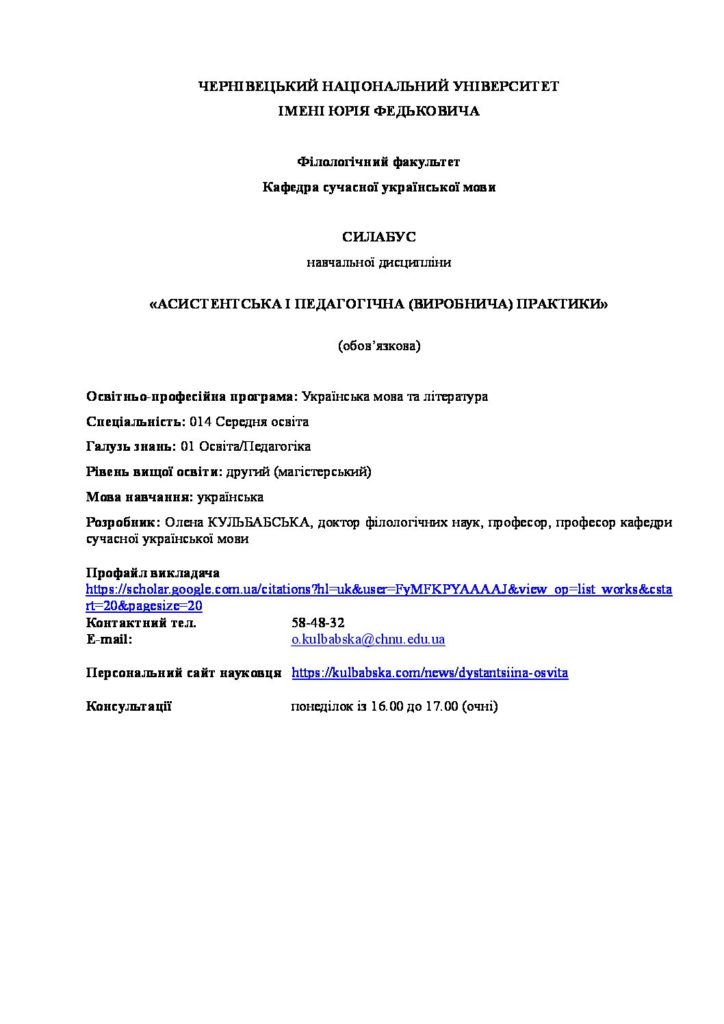 ЧЕРНІВЕЦЬКИЙ НАЦІОНАЛЬНИЙ УНІВЕРСИТЕТ
ІМЕНІ ЮРІЯ ФЕДЬКОВИЧА
Філологічний факультет
Кафедра сучасної української мови
СИЛАБУС
навчальної дисципліни
«АСИСТЕНТСЬКА І ПЕДАГОГІЧНА (ВИРОБНИЧА) ПРАКТИКИ»
(обов’язкова)
Освітньо-професійна програма: Українська мова та література
Спеціальність: 014 Середня освіта
Галузь знань: 01 Освіта/Педагогіка
Рівень вищої освіти: другий (магістерський)
Мова навчання: українська
Розробник: Олена КУЛЬБАБСЬКА, доктор філологічних наук, професор, професор кафедри
сучасної української мови
Профайл викладача
https://scholar.google.com.ua/citations?hl=uk&user=FyMFKPYAAAAJ&view_op=list_works&csta
rt=20&pagesize=20
Контактний тел. 58-48-32
E-mail: o.kulbabska@chnu.edu.ua
Персональний сайт науковця https://kulbabska.com/news/dystantsiina-osvita
Консультації понеділок із 16.00 до 17.00 (очні)